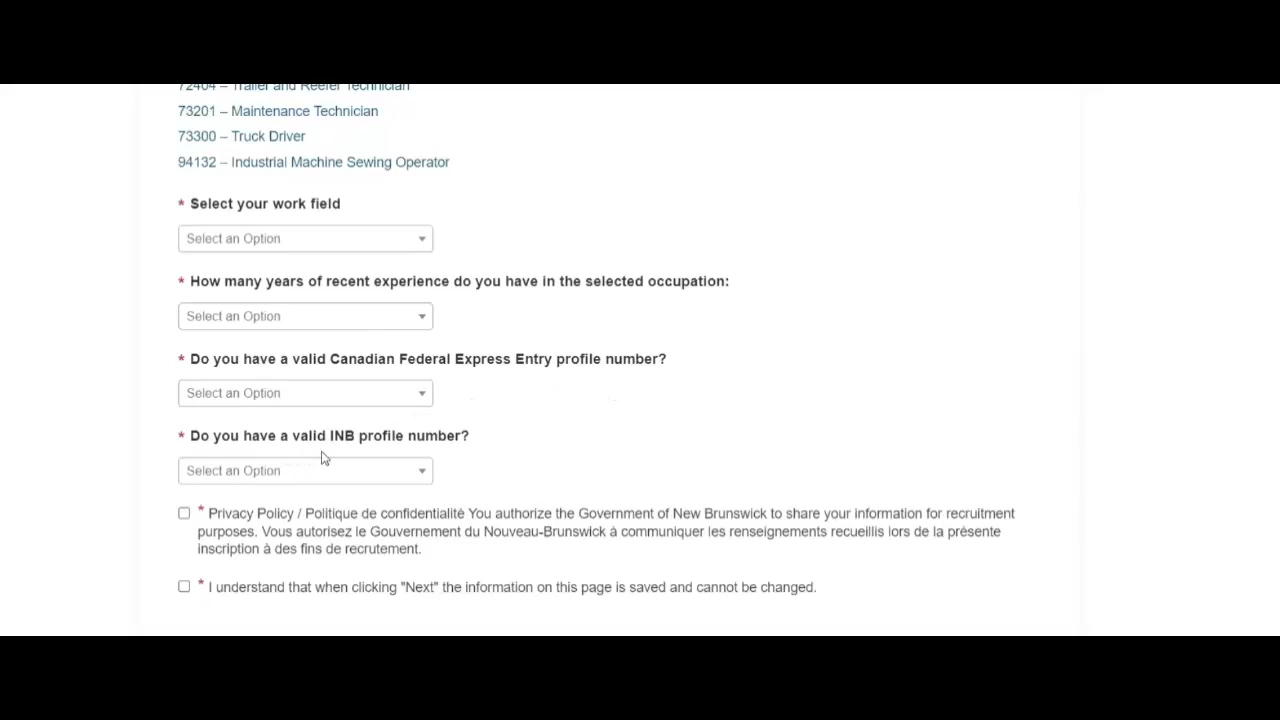 72404 – Trailer and Reefer Technician
73201 – Maintenance Technician
73300 – Truck Driver
94132 – Industrial Machine Sewing Operator
* Select your work field
Select an Option
* How many years of recent experience do you have in the selected occupation:
Select an Option
* Do you have a valid Canadian Federal Express Entry profile number?
Select an Option
* Do you have a valid INB profile number?
Select an Option
* Privacy Policy / Politique de confidentialité You authorize the Government of New Brunswick to share your information for recruitment
purposes. Vous autorisez le Gouvernement du Nouveau-Brunswick à communiquer les renseignements recueillis lors de la présente
inscription à des fins de recrutement.
* I understand that when clicking "Next" the information on this page is saved and cannot be changed.